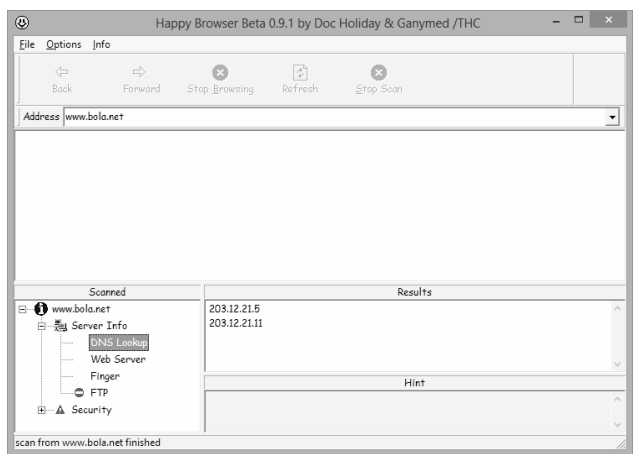 Happy Browser Beta 0.9.1 by Doc Holiday & Ganymed /THC
File Options Info
Back Forward Stop Browsing Refresh Stop Scan
Address www.bola.net
Scanned
www.bola.net
Server Info
DNS Lookup
Web Server
Finger
FTP
Security
Results
203.12.21.5
203.12.21.11
Hint
scan from www.bola.net finished